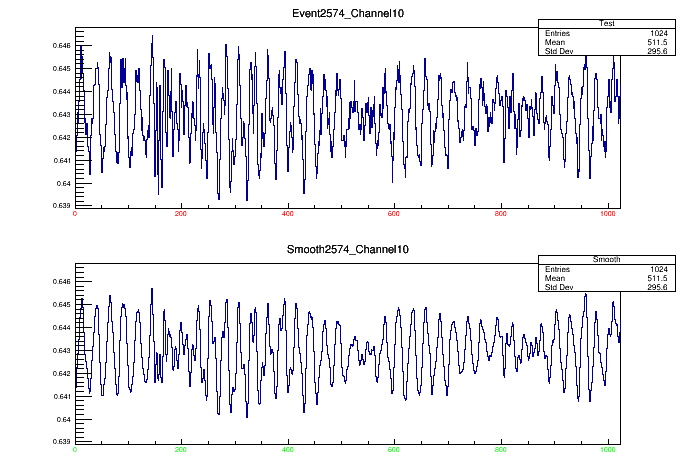 Event2574_Channel10
Test
Entries 1024
Mean 511.5
Std Dev 295.6
0.646
0.645
0.644
0.643
0.642
0.641
0.64
0.639
0 200 400 600 800 1000
Smooth2574_Channel10
Smooth
Entries 1024
Mean 511.5
Std Dev 295.6
0.646
0.645
0.644
0.643
0.642
0.641
0.64
0.639
0 200 400 600 800 1000